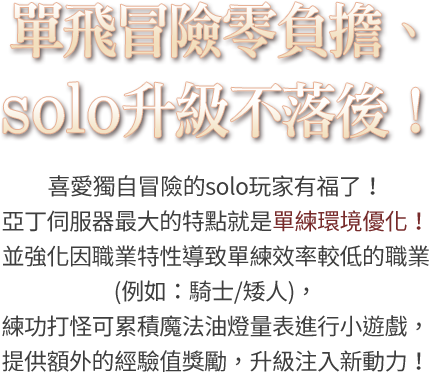 單飛冒險零負擔、
solo升級不落後！
喜愛獨自冒險的solo玩家有福了！
亞丁伺服器最大的特點就是單練環境優化！
並強化因職業特性導致單練效率較低的職業
(例如：騎士/矮人)，
練功打怪可累積魔法油燈量表進行小遊戲，
提供額外的經驗值獎勵，升級注入新動力！